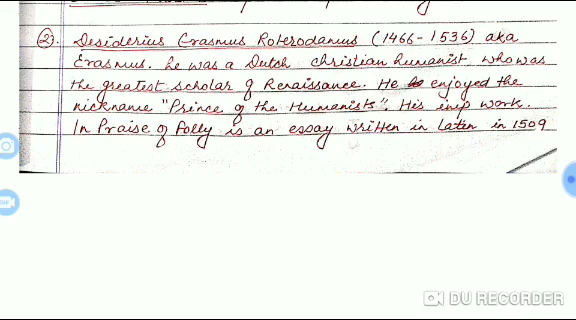 ②. Desiderius Erasmus Roterodamus (1466-1536) aka
Erasmus. he was a Dutch christian humanist who was
the greatest scholar of Renaissance. He enjoyed the
nickname "Prince of the Humanists". His imp work.
In Praise of Folly is an essay written in laten in 1509
DU RECORDER